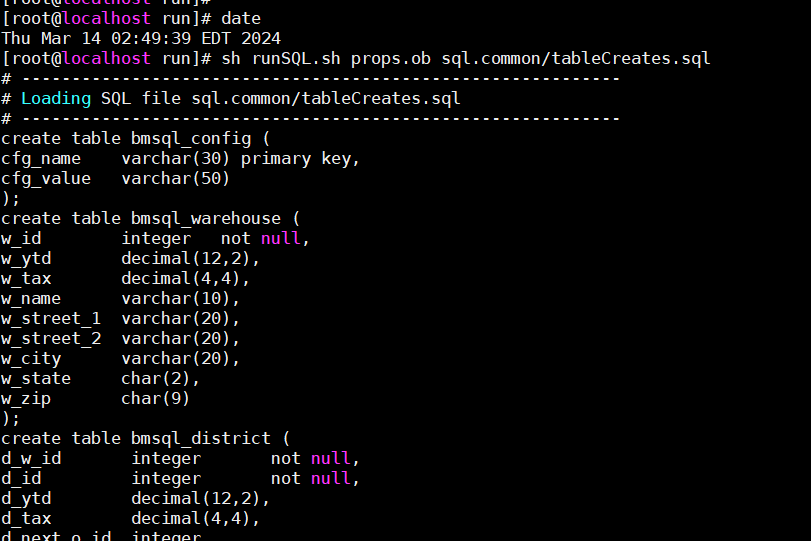 [root@localhost run]#
[root@localhost run]# date
Thu Mar 14 02:49:39 EDT 2024
[root@localhost run]# sh runSQL.sh props.ob sql.common/tableCreates.sql
# ------------------------------------------------------------
# Loading SQL file sql.common/tableCreates.sql
# ------------------------------------------------------------
create table bmsql_config (
cfg_name    varchar(30) primary key,
cfg_value   varchar(50)
);
create table bmsql_warehouse (
w_id        integer   not null,
w_ytd       decimal(12,2),
w_tax       decimal(4,4),
w_name      varchar(10),
w_street_1  varchar(20),
w_street_2  varchar(20),
w_city      varchar(20),
w_state     char(2),
w_zip       char(9)
);
create table bmsql_district (
d_w_id       integer       not null,
d_id         integer       not null,
d_ytd        decimal(12,2),
d_tax        decimal(4,4),
d_next_o_id  integer